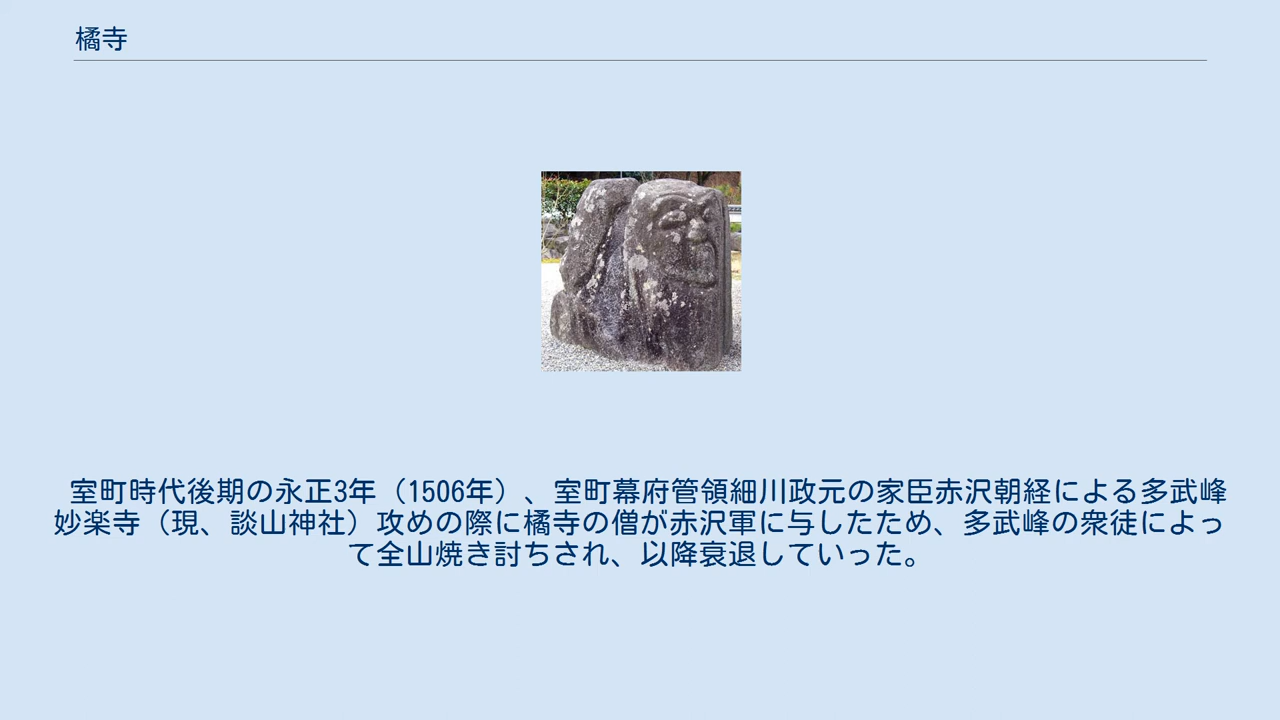 橘寺
室町時代後期の永正3年（1506年）、室町幕府管領細川政元の家臣赤沢朝経による多武峰
妙楽寺（現、談山神社）攻めの際に橘寺の僧が赤沢軍に与したため、多武峰の衆徒によっ
て全山焼き討ちされ、以降衰退していった。